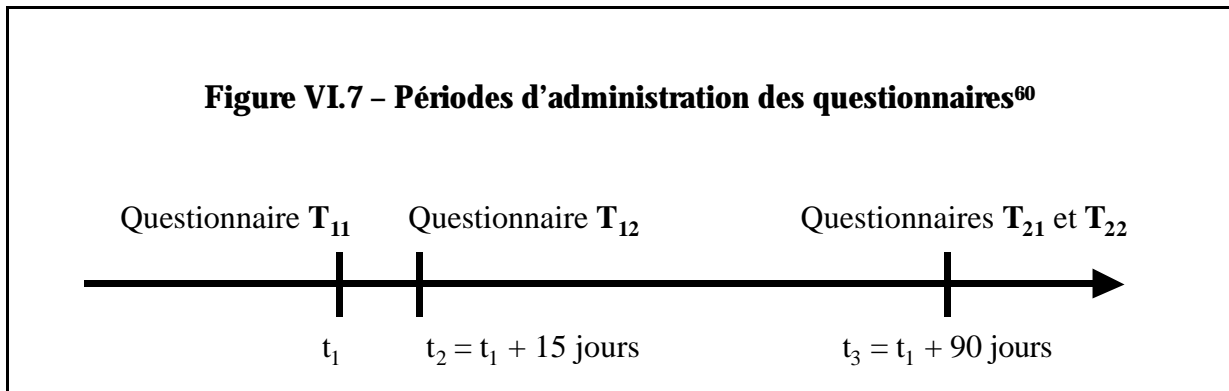 Figure VI.7 – Périodes d'administration des questionnaires⁶⁰
Questionnaire T₁₁ Questionnaire T₁₂ Questionnaires T₂₁ et T₂₂
t₁ t₂ = t₁ + 15 jours t₃ = t₁ + 90 jours